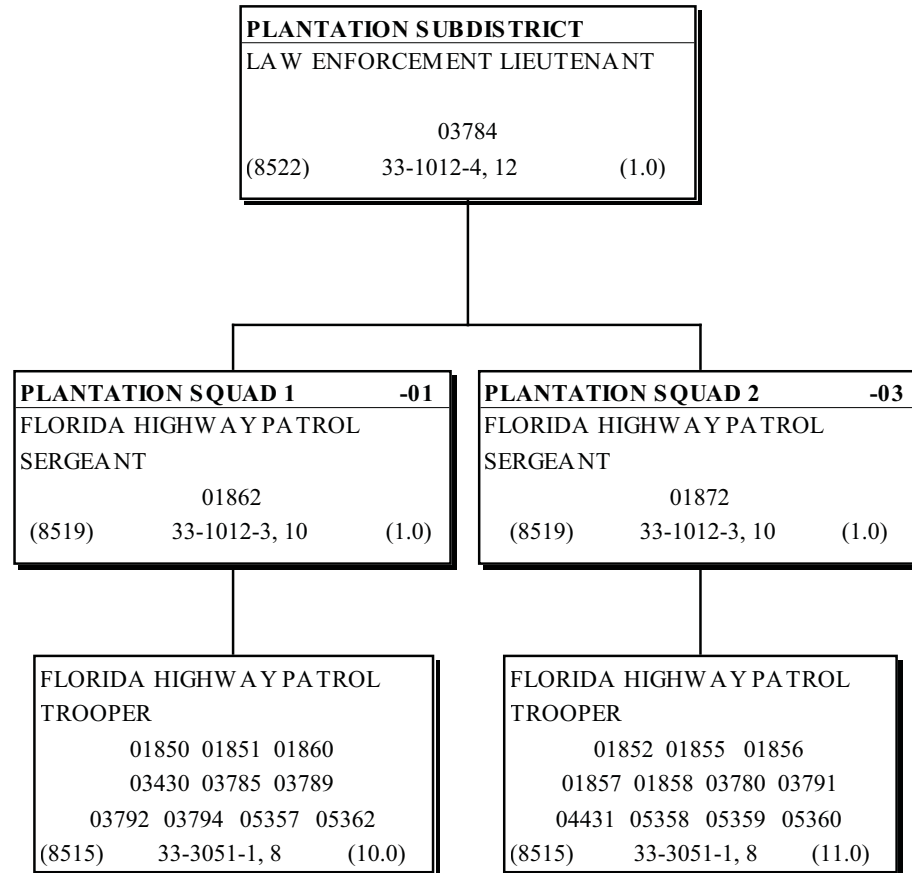 PLANTATION SUBDISTRICT
LAW ENFORCEMENT LIEUTENANT
03784
(8522) 33-1012-4, 12 (1.0)
PLANTATION SQUAD 1 -01
FLORIDA HIGHWAY PATROL
SERGEANT
01862
(8519) 33-1012-3, 10 (1.0)
PLANTATION SQUAD 2 -03
FLORIDA HIGHWAY PATROL
SERGEANT
01872
(8519) 33-1012-3, 10 (1.0)
FLORIDA HIGHWAY PATROL
TROOPER
01850 01851 01860
03430 03785 03789
03792 03794 05357 05362
(8515) 33-3051-1, 8 (10.0)
FLORIDA HIGHWAY PATROL
TROOPER
01852 01855 01856
01857 01858 03780 03791
04431 05358 05359 05360
(8515) 33-3051-1, 8 (11.0)